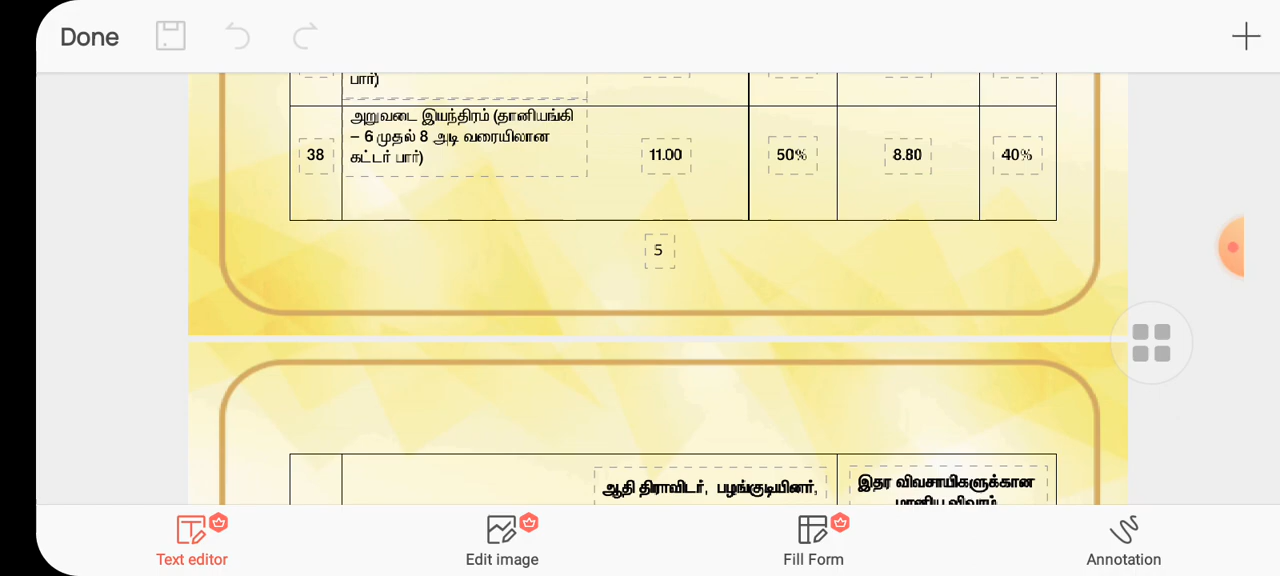 Done
பார்)
38
அறுவடை இயந்திரம் (தானியங்கி
– 6 முதல் 8 அடி வரையிலான
கட்டர் பார்)
11.00
50%
8.80
40%
5
ஆதி திராவிடர், பழங்குடியினர்,
இதர விவசாயிகளுக்கான
மானிய விவரம்
Text editor
Edit image
Fill Form
Annotation